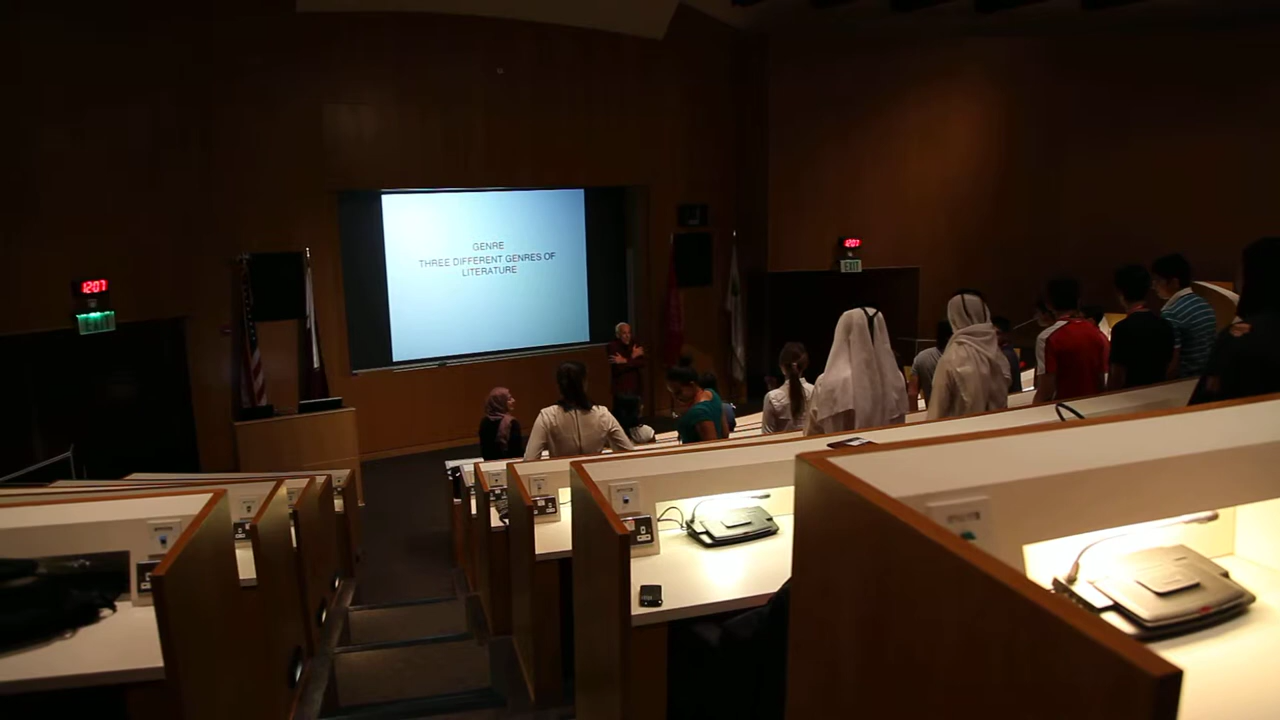 GENRE
THREE DIFFERENT GENRES OF
LITERATURE
1207
EXIT
1207
EXIT